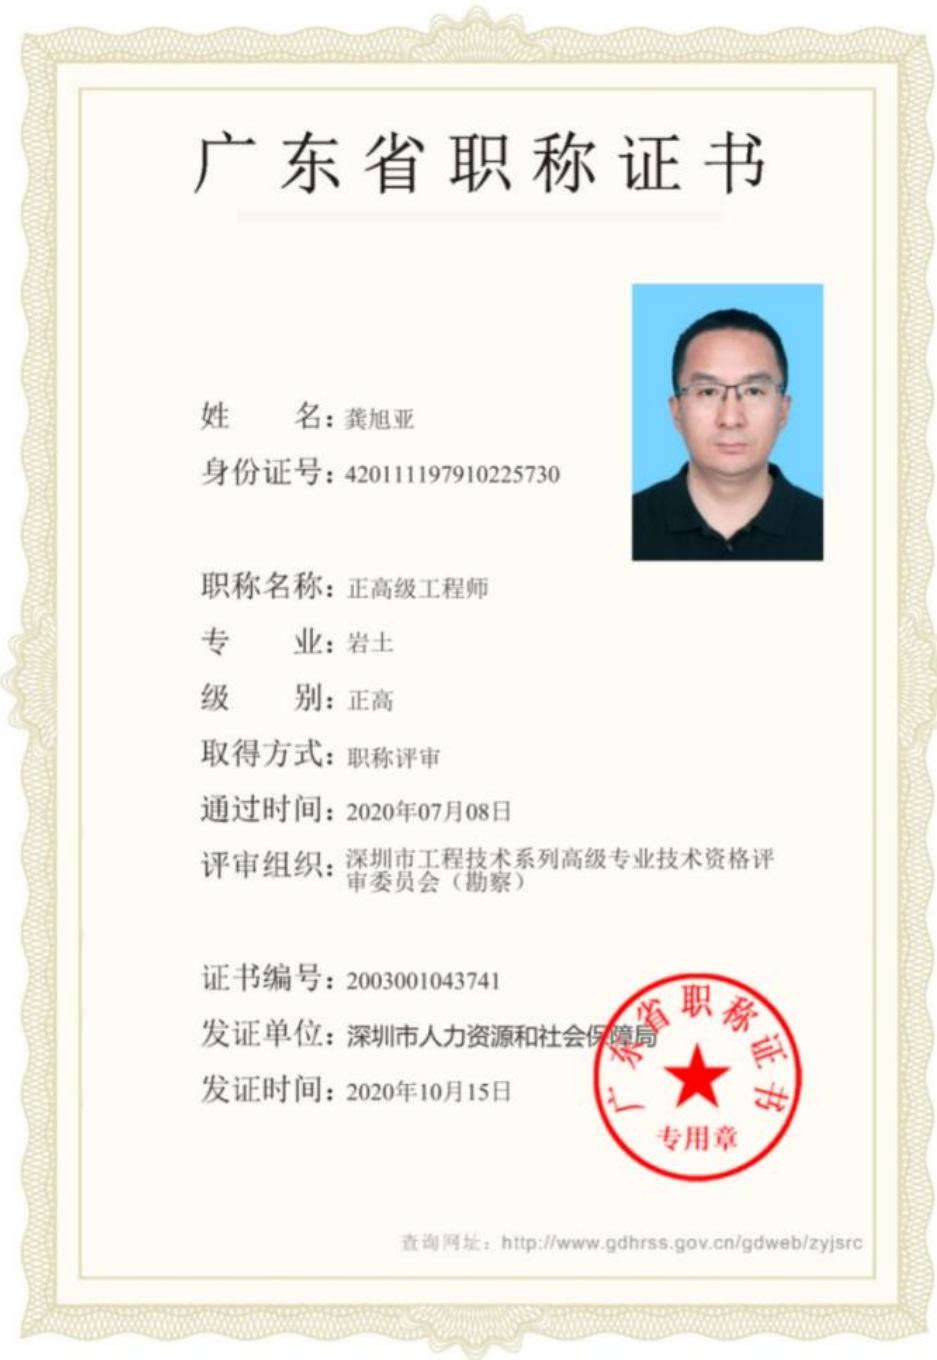 广东省职称证书
姓名：龚旭亚
身份证号：420111197910225730
职称名称：正高级工程师
专业：岩土
级别：正高
取得方式：职称评审
通过时间：2020年07月08日
评审组织：深圳市工程技术系列高级专业技术资格评
审委员会（勘察）
证书编号：2003001043741
发证单位：深圳市人力资源和社会保障局
发证时间：2020年10月15日
广东省职称证书
专用章
查询网址：http://www.gdhrss.gov.cn/gdweb/zyjsrc